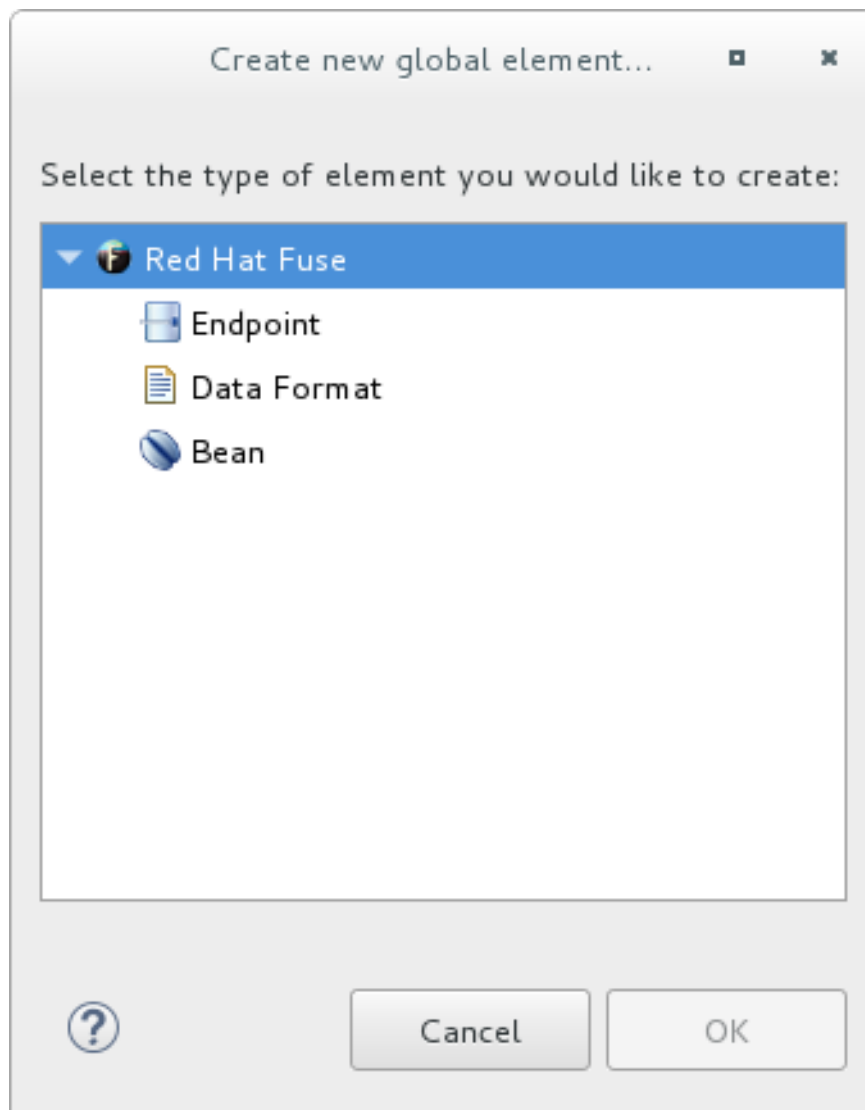 Create new global element...
Select the type of element you would like to create:
Red Hat Fuse
Endpoint
Data Format
Bean
Cancel OK